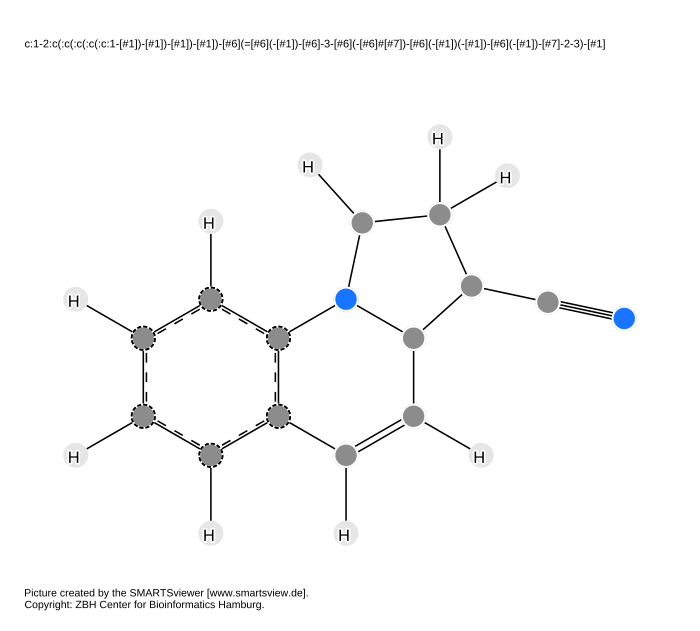 c:1-2:c(:c(:c(:c(:c:1-[#1])-[#1])-[#1])-[#1])-[#6](=[#6](-[#1])-[#6]-3-[#6](-[#6]#[#7])-[#6](-[#1])(-[#1])-[#6](-[#1])-[#7]-2-3)-[#1]
H
H
H
H
H
H
H
H
H
H
Picture created by the SMARTSviewer [www.smartsview.de].
Copyright: ZBH Center for Bioinformatics Hamburg.